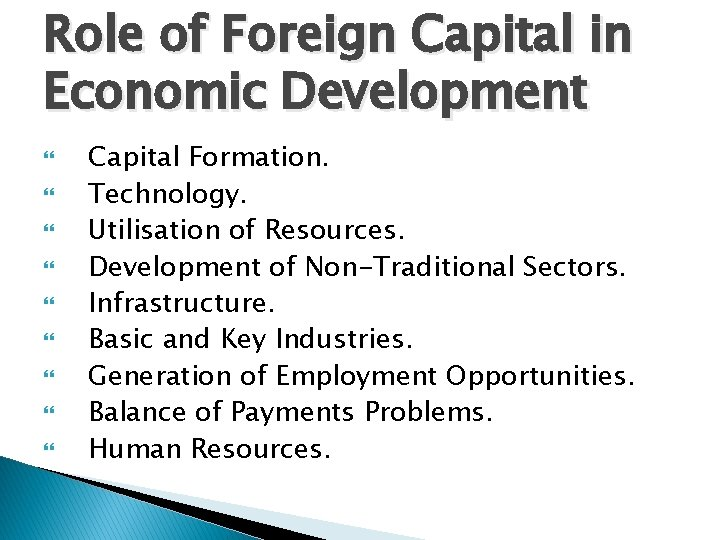 Role of Foreign Capital in
Economic Development
Capital Formation.
Technology.
Utilisation of Resources.
Development of Non-Traditional Sectors.
Infrastructure.
Basic and Key Industries.
Generation of Employment Opportunities.
Balance of Payments Problems.
Human Resources.